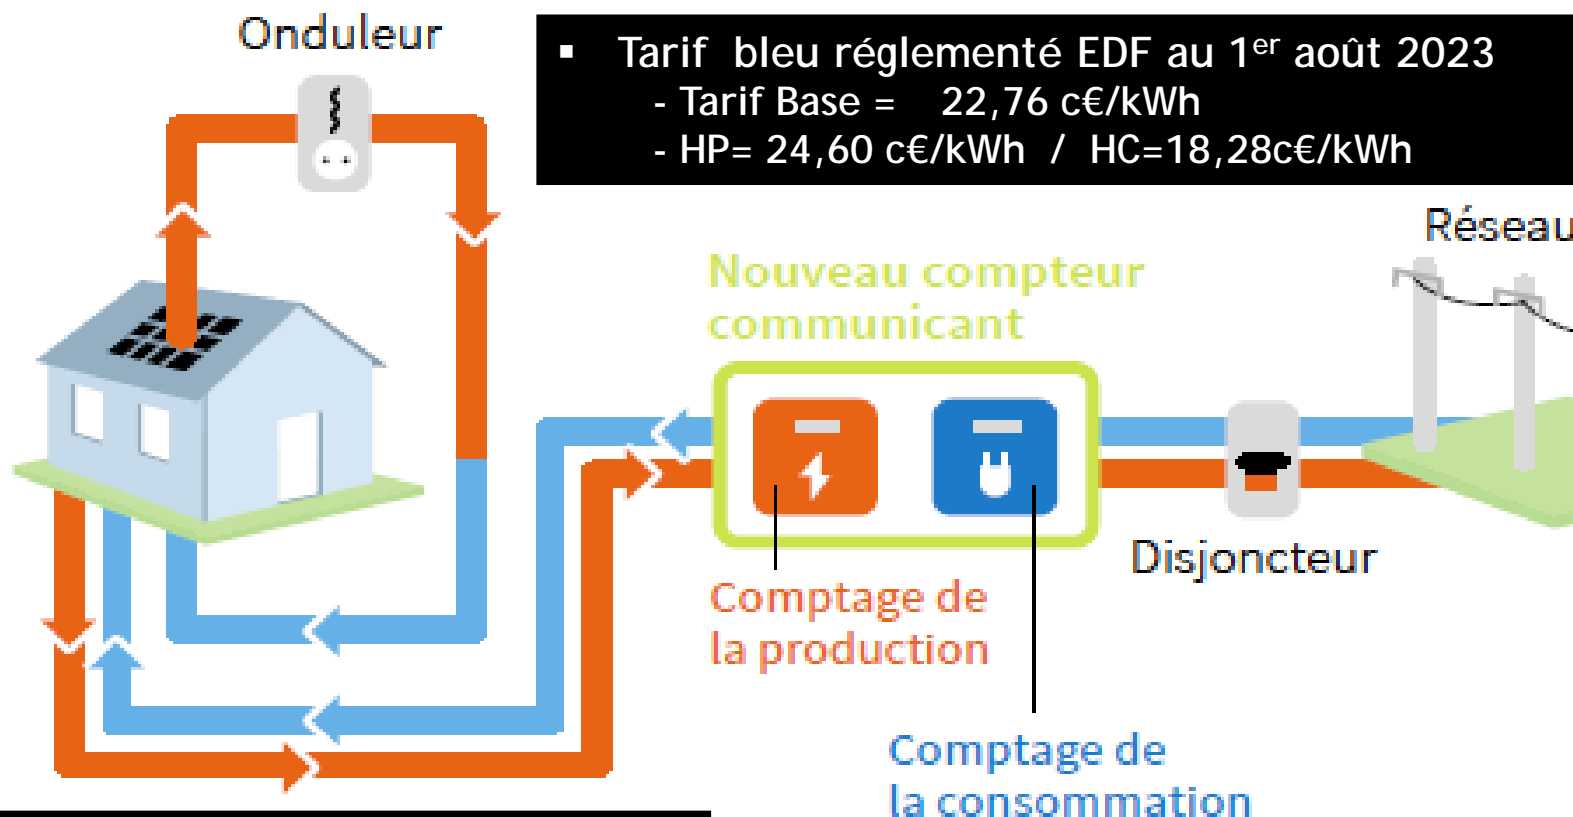 Onduleur
▪ Tarif bleu réglementé EDF au 1er août 2023
- Tarif Base = 22,76 c€/kWh
- HP= 24,60 c€/kWh / HC=18,28c€/kWh
Réseau
Nouveau compteur
communicant
Disjoncteur
Comptage de
la production
Comptage de
la consommation